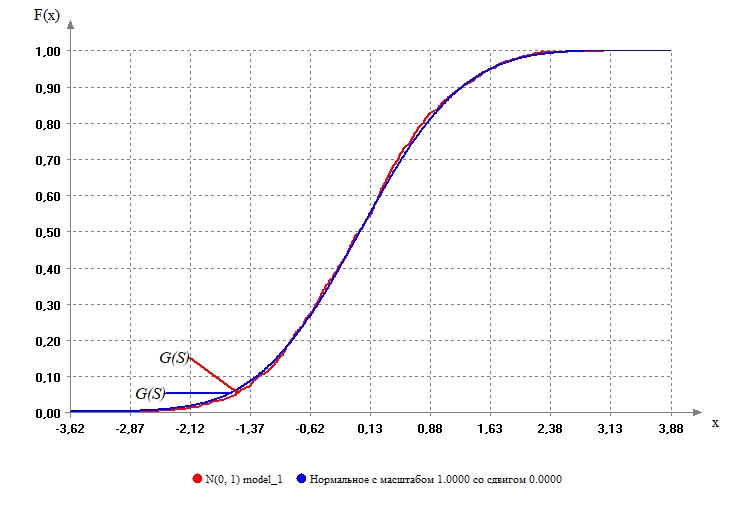 F(x)
1,00
0,90
0,80
0,70
0,60
0,50
0,40
0,30
0,20
0,10
0,00
G(S)
G(S)
-3,62 -2,87 -2,12 -1,37 -0,62 0,13 0,88 1,63 2,38 3,13 3,88
x
N(0, 1) model_1 Нормальное с масштабом 1.0000 со сдвигом 0.0000